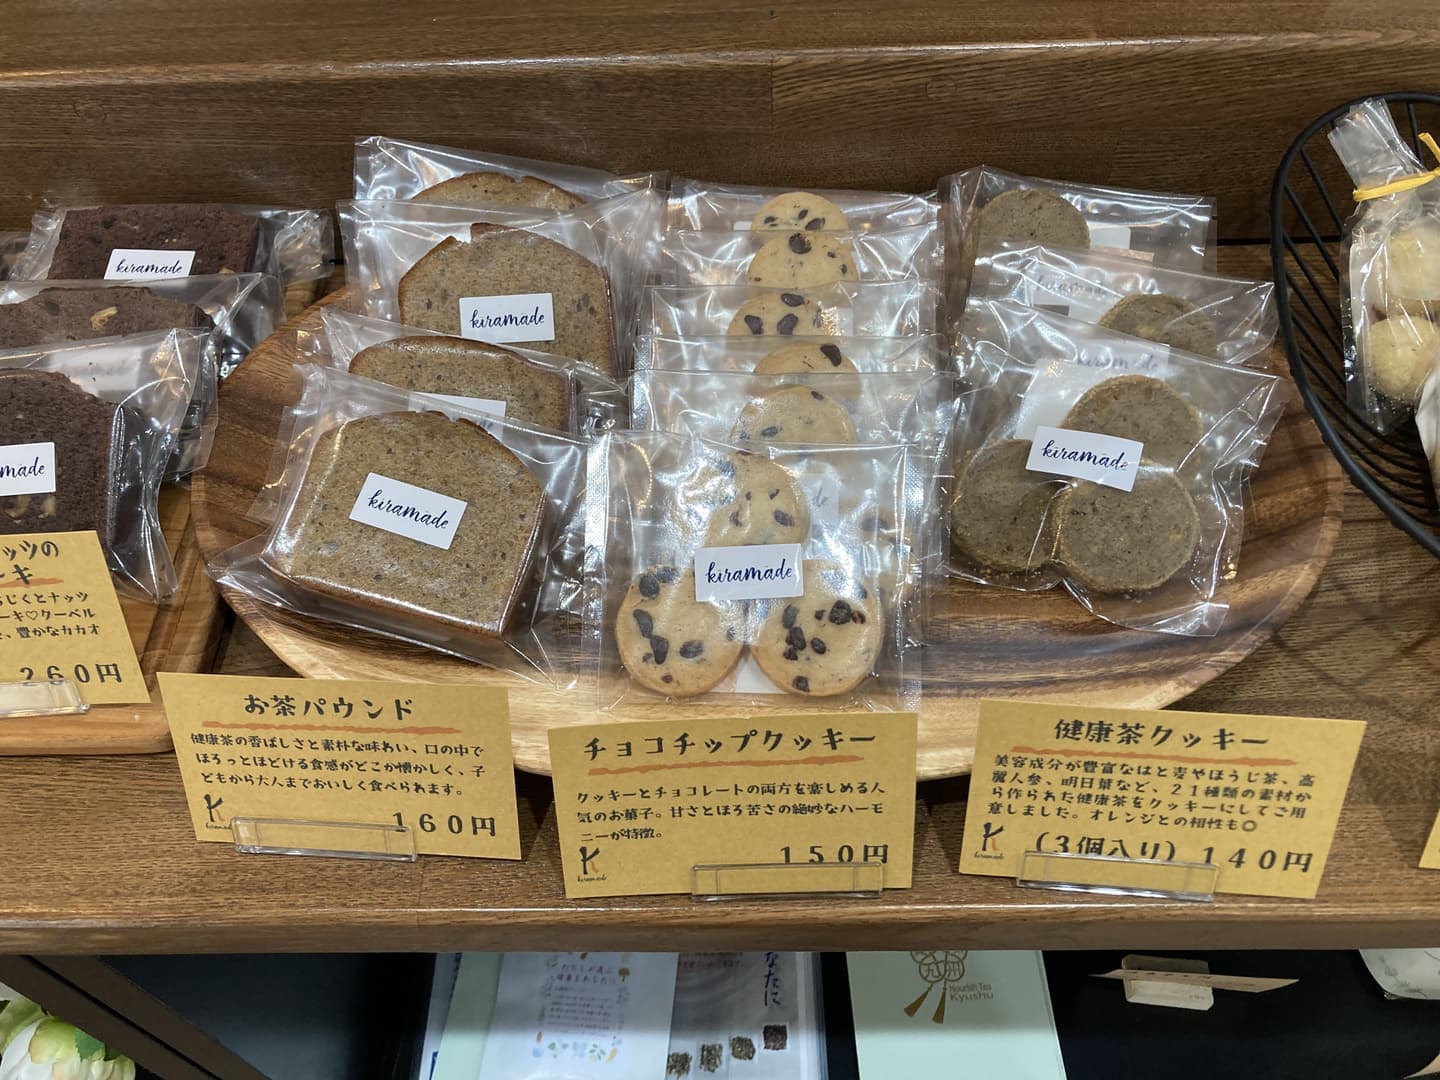 kiramade
made
kiramade
kiramade
kiramade
kiramade
ッツの
ーキ
じくとナッツ
ーキ♡クーベル
、豊かなカカオ
260円
お茶パウンド
健康茶の香ばしさと素朴な味わい、口の中で
ほろっとほどける食感がどこか懐かしく、子
どもから大人までおいしく食べられます。
kiramade
160円
チョコチップクッキー
クッキーとチョコレートの両方を楽しめる人
気のお菓子。甘さとほろ苦さの絶妙なハーモ
ニーが特徴。
kiramade
150円
健康茶クッキー
美容成分が豊富なはと麦やほうじ茶、高
麗人参、明日葉など、21種類の素材か
ら作られた健康茶をクッキーにしてご用
意しました。オレンジとの相性も◎
kiramade
(3個入り) 140円
なたに
九州
Nourish Tea
Kyushu